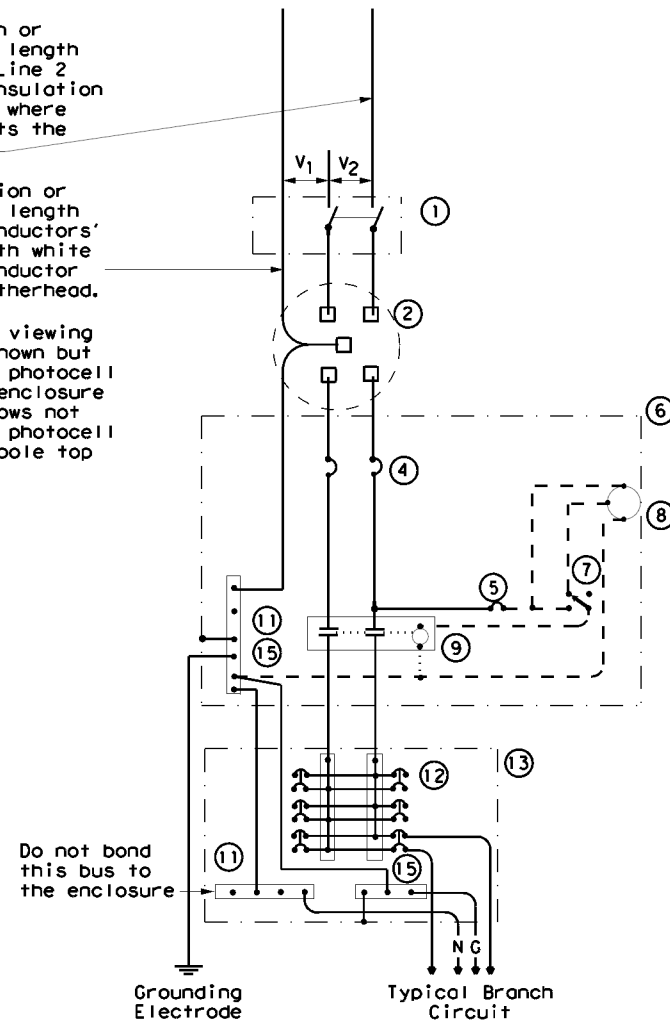 n or
length
Line 2
nsulation
where
ts the
ion or
length
nductors'
th white
nductor
therhead.
viewing
hown but
photocell
enclosure
ows not
photocell
pole top
V1 V2
1
2
6
4
8
5
7
11
15
9
13
12
11
15
Do not bond
this bus to
the enclosure
N G
Grounding
Electrode
Typical Branch
Circuit